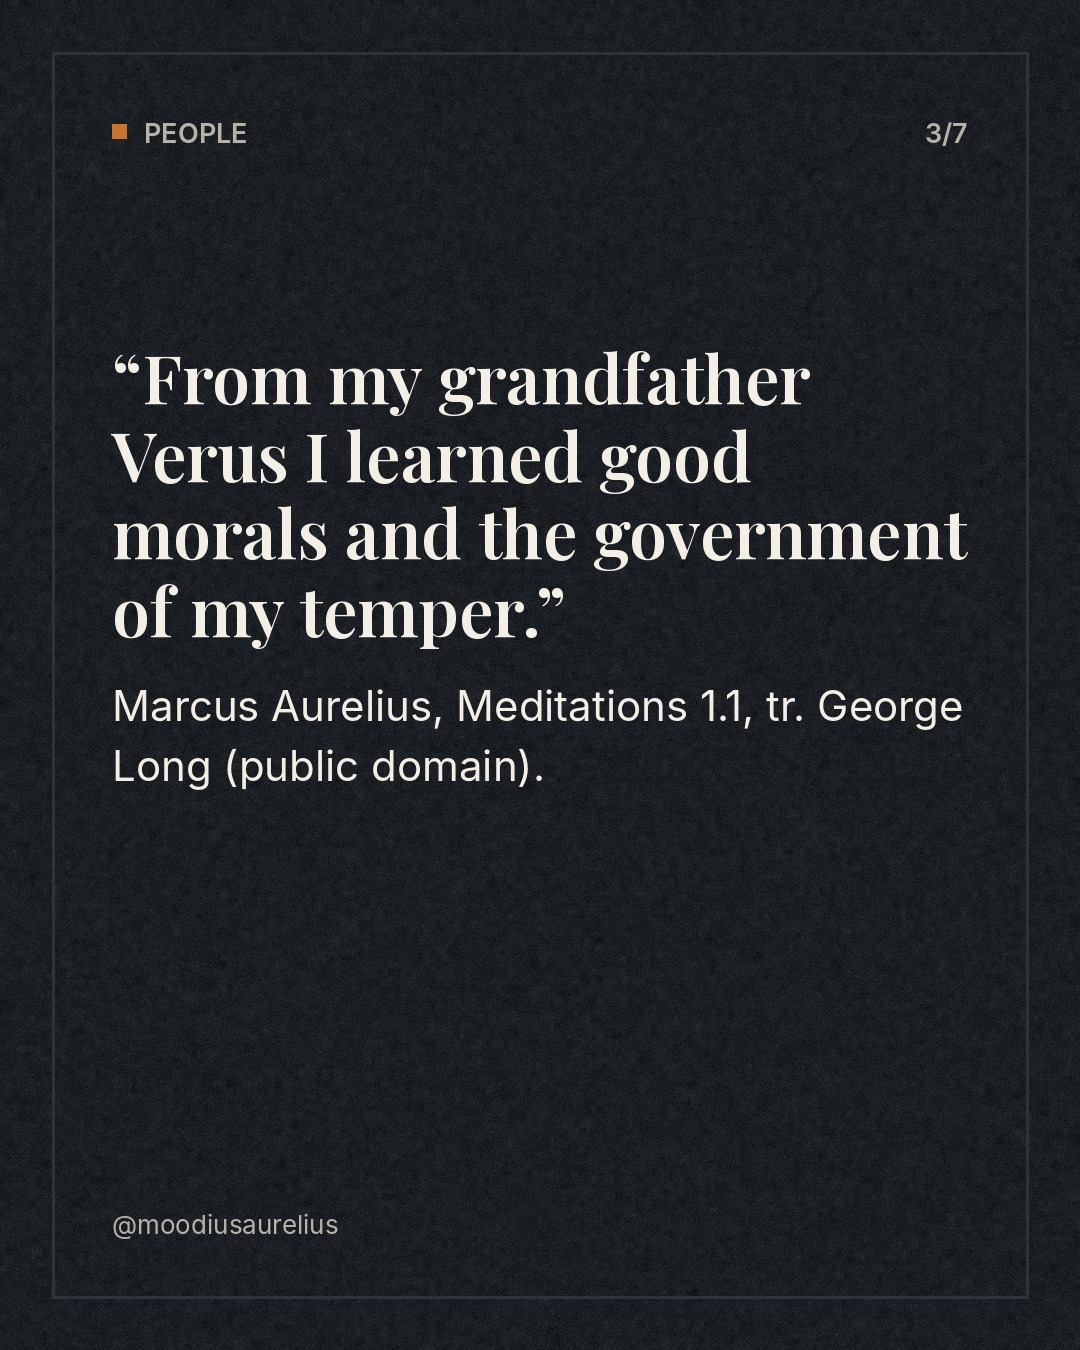 PEOPLE
3/7
“From my grandfather
Verus I learned good
morals and the government
of my temper.”
Marcus Aurelius, Meditations 1.1, tr. George
Long (public domain).
@moodiusaurelius